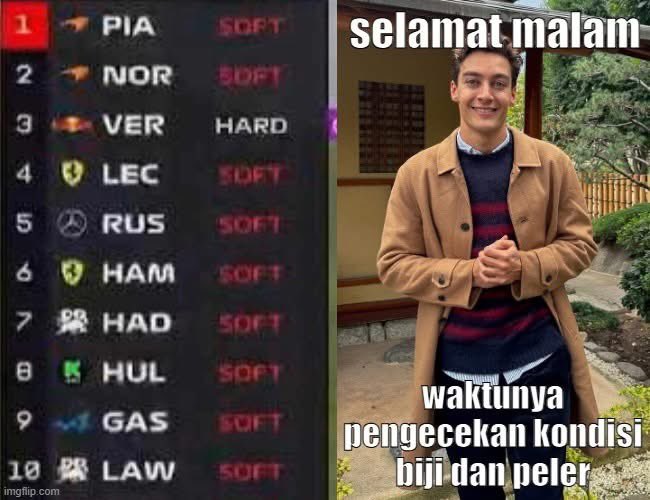 1 PIA SOFT
2 NOR SOFT
3 VER HARD
4 LEC SOFT
5 RUS SOFT
6 HAM SOFT
7 HAD SOFT
8 HUL SOFT
9 GAS SOFT
10 LAW SOFT
selamat malam
waktunya
pengecekan kondisi
biji dan peler
imgflip.com